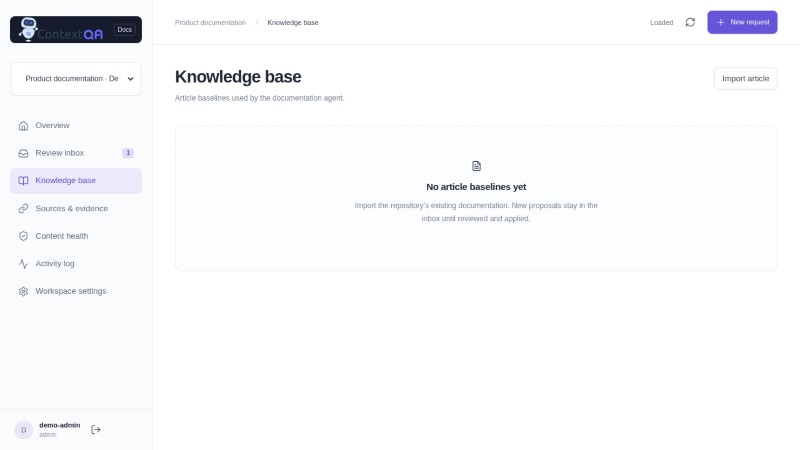 ContextQA
Docs
Product documentation · De
Overview
Review inbox
1
Knowledge base
Sources & evidence
Content health
Activity log
Workspace settings
D
demo-admin
admin
Product documentation / Knowledge base
Loaded
New request
Knowledge base
Import article
Article baselines used by the documentation agent.
No article baselines yet
Import the repository's existing documentation. New proposals stay in the
inbox until reviewed and applied.